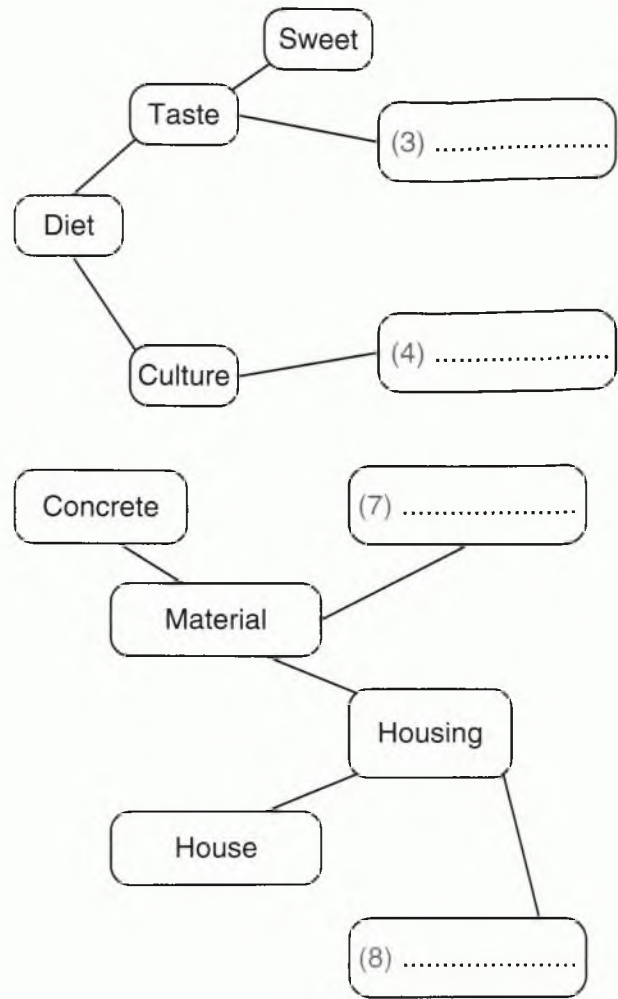 Sweet
Taste
(3) ........................
Diet
Culture
(4) ........................
Concrete
(7) ........................
Material
Housing
House
(8) ........................